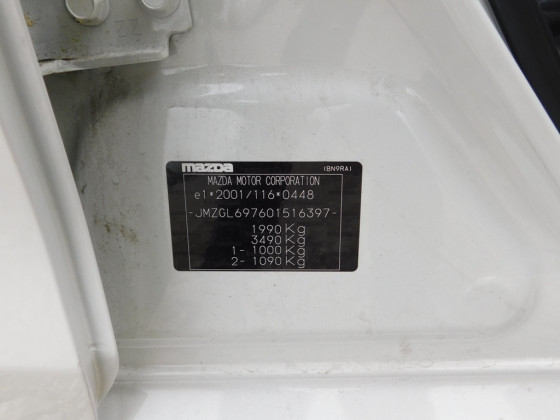 mazda (BN9RA)
MAZDA MOTOR CORPORATION
e1*2001/116*0448
-JMZGL697601516397-
1990 Kg
3490 Kg
1- 1000 Kg
2- 1090 Kg